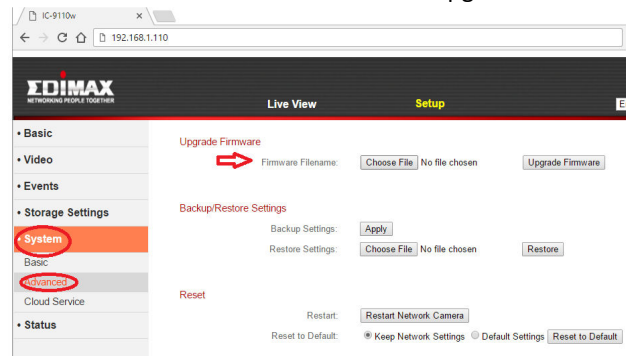 IC-9110w
192.168.1.110
EDIMAX
NETWORKING PEOPLE TOGETHER
Live View Setup
• Basic
• Video
• Events
• Storage Settings
• System
Basic
Advanced
Cloud Service
• Status
Upgrade Firmware
Firmware Filename: Choose File No file chosen Upgrade Firmware
Backup/Restore Settings
Backup Settings: Apply
Restore Settings: Choose File No file chosen Restore
Reset
Restart: Restart Network Camera
Reset to Default: Keep Network Settings Default Settings Reset to Default